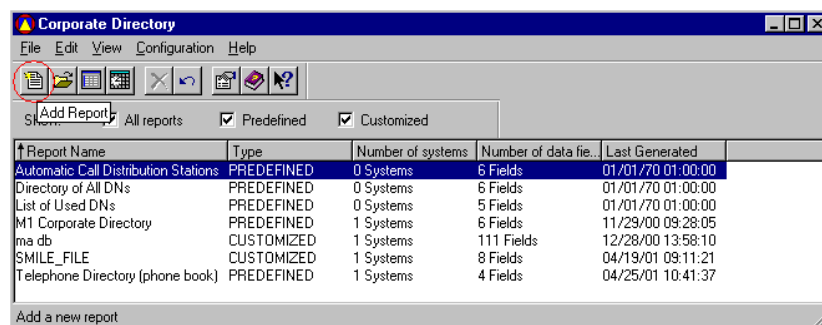 Corporate Directory
File Edit View Configuration Help
Add Report
All reports Predefined Customized
Report Name Type Number of systems Number of data fie... Last Generated
Automatic Call Distribution Stations PREDEFINED 0 Systems 6 Fields 01/01/70 01:00:00
Directory of All DNs PREDEFINED 0 Systems 6 Fields 01/01/70 01:00:00
List of Used DNs PREDEFINED 0 Systems 5 Fields 01/01/70 01:00:00
M1 Corporate Directory PREDEFINED 1 Systems 6 Fields 11/29/00 09:28:05
ma db CUSTOMIZED 1 Systems 111 Fields 12/28/00 13:58:10
SMILE_FILE CUSTOMIZED 1 Systems 8 Fields 04/19/01 09:11:21
Telephone Directory (phone book) PREDEFINED 1 Systems 4 Fields 04/25/01 10:41:37
Add a new report